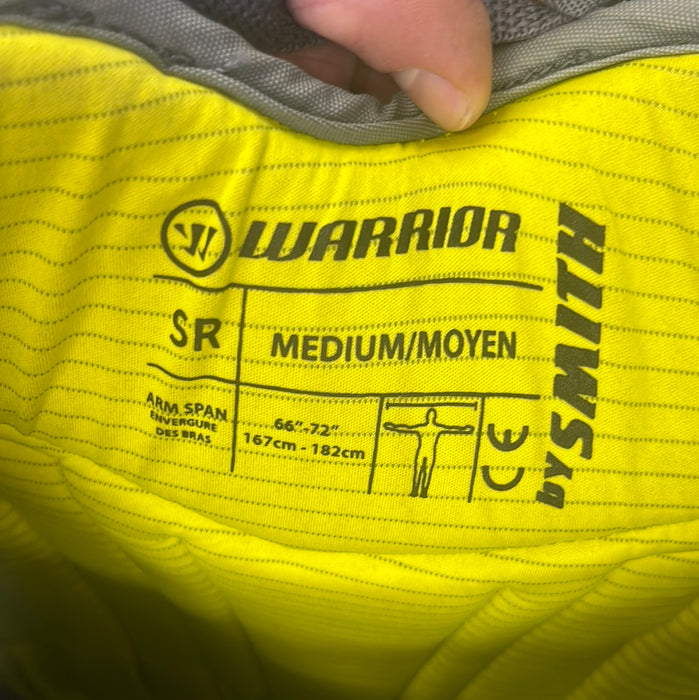 WARRIOR
by SMITH
SR
MEDIUM/MOYEN
ARM SPAN
ENVERGURE
DES BRAS
66"-72"
167cm - 182cm
CE